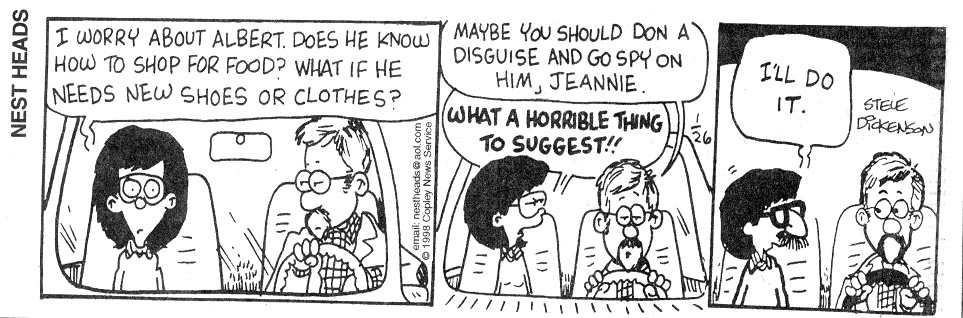 NEST HEADS
I WORRY ABOUT ALBERT. DOES HE KNOW
HOW TO SHOP FOR FOOD? WHAT IF HE
NEEDS NEW SHOES OR CLOTHES?
email: nestheads@aol.com
© 1998 Copley News Service
MAYBE YOU SHOULD DON A
DISGUISE AND GO SPY ON
HIM, JEANNIE.
WHAT A HORRIBLE THING
TO SUGGEST!!
1/26
I'LL DO
IT.
STEVE
DICKENSON